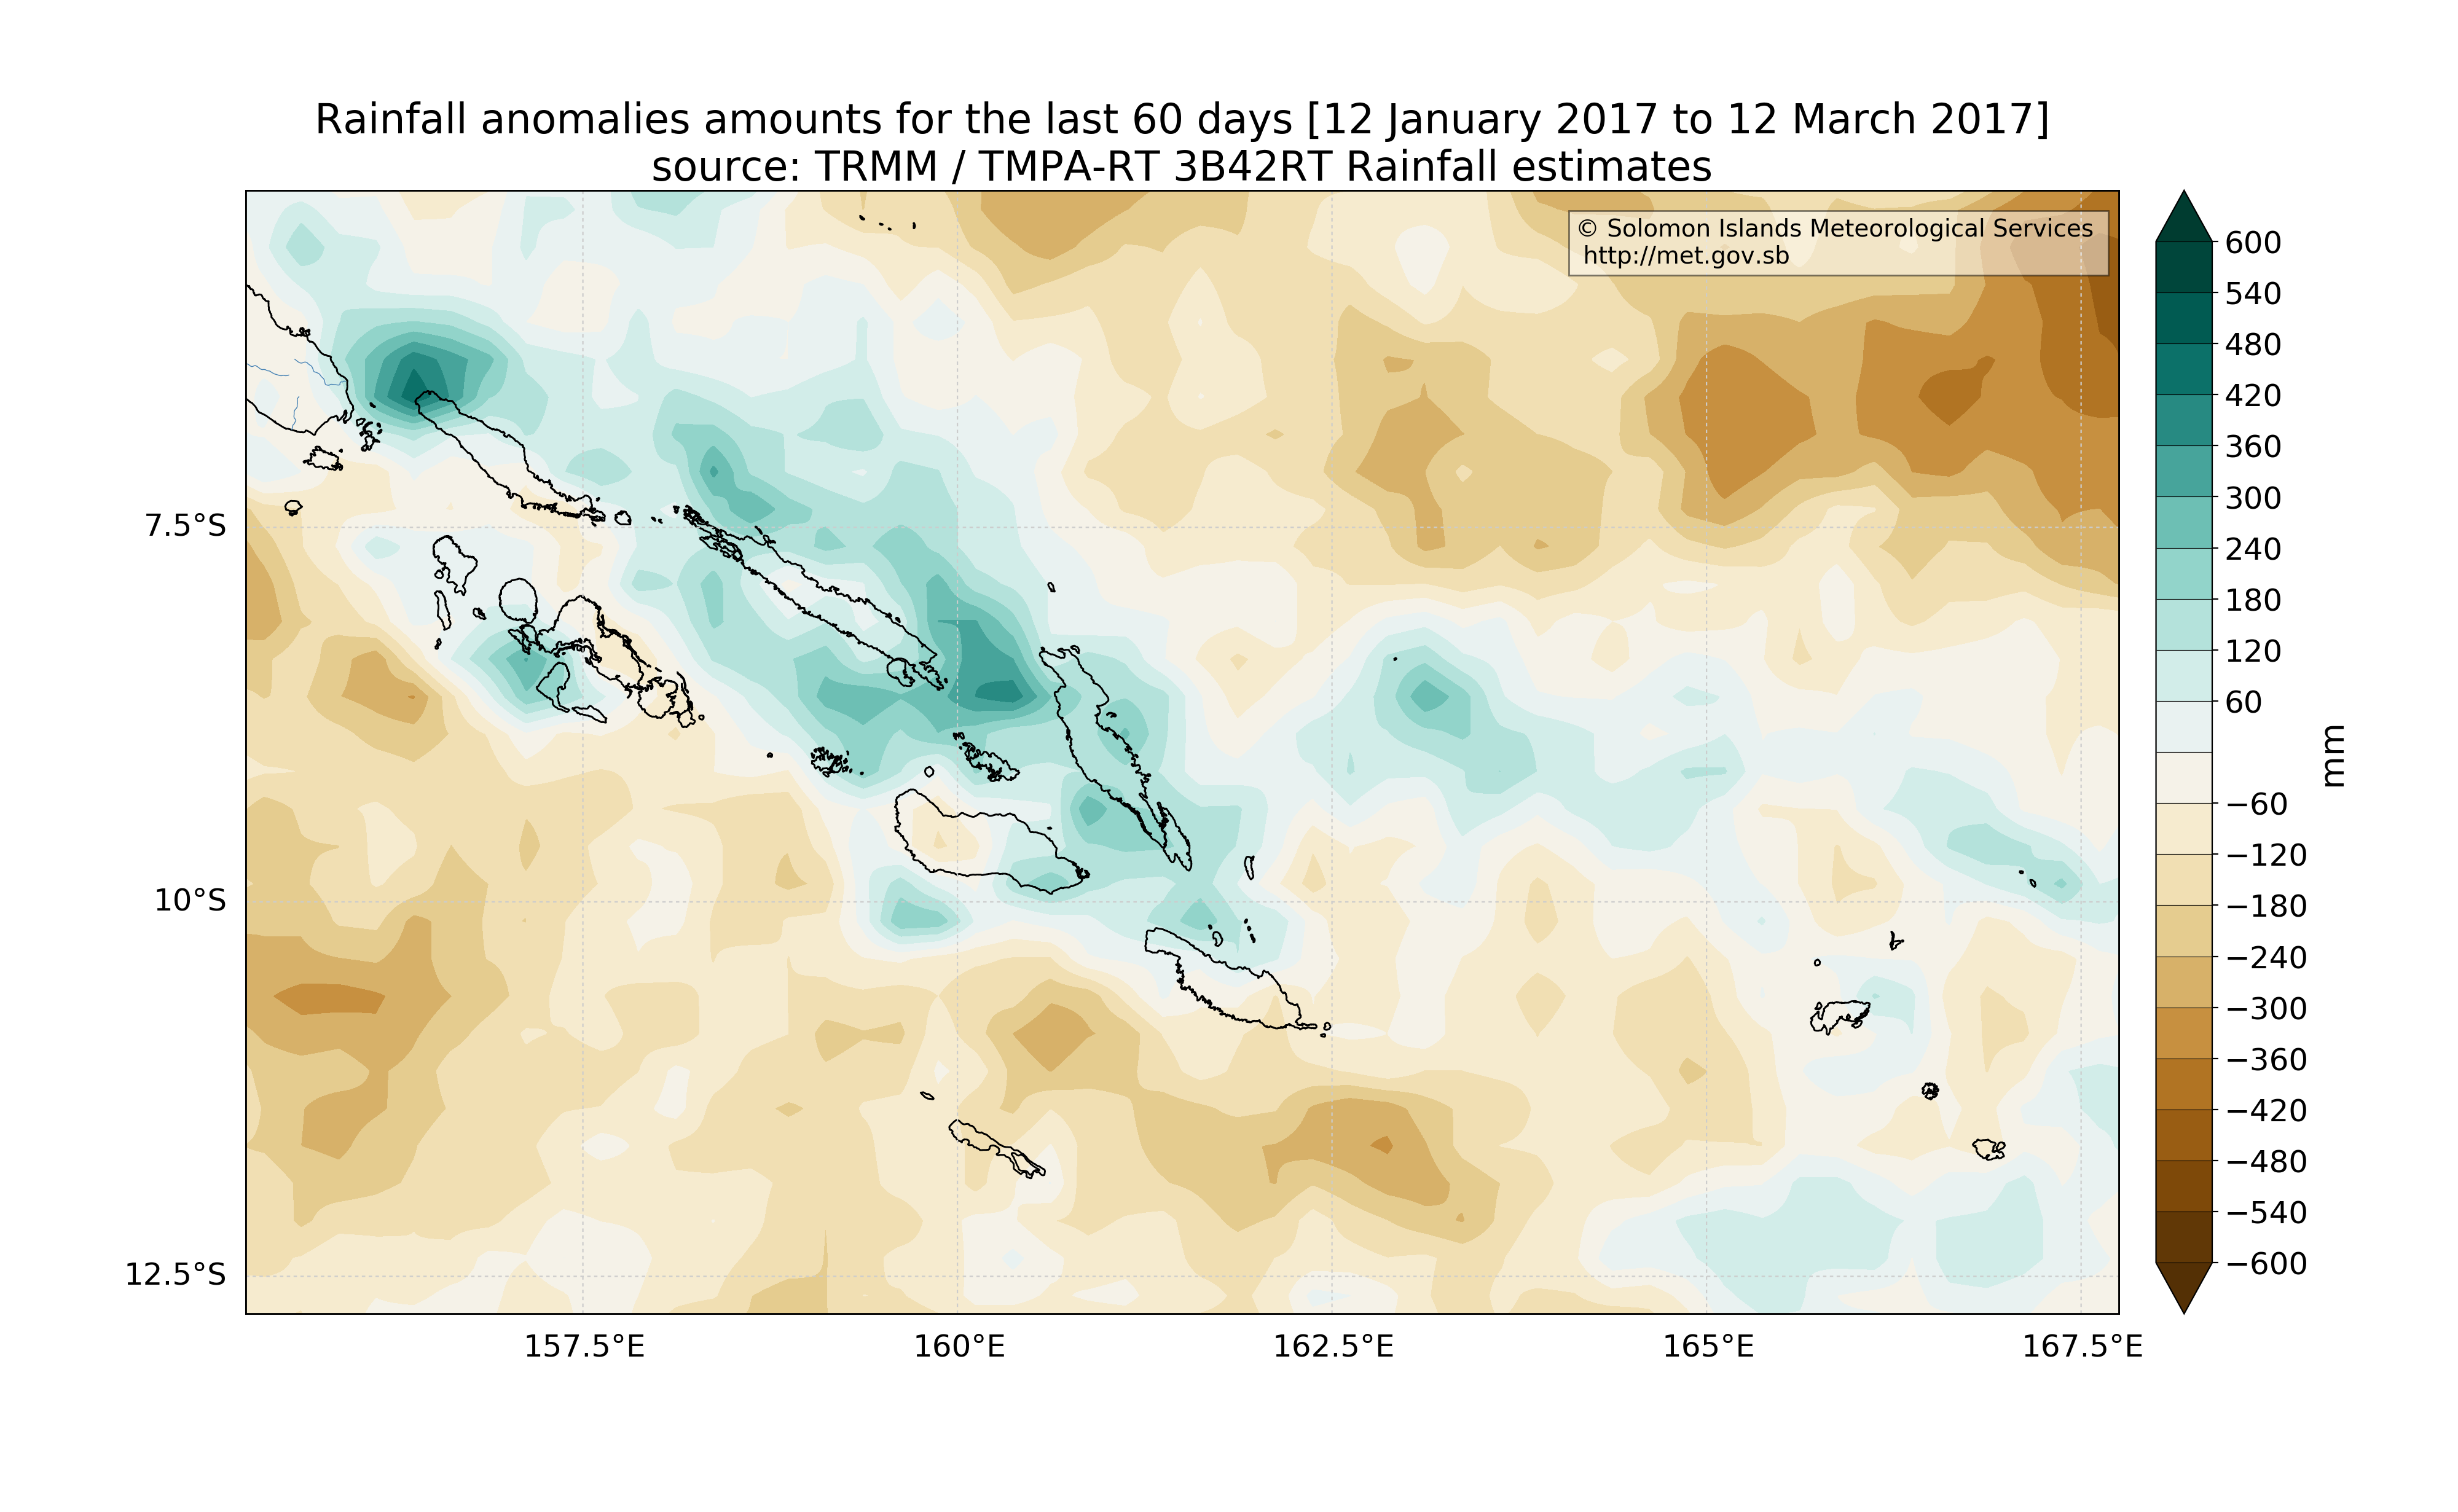 Rainfall anomalies amounts for the last 60 days [12 January 2017 to 12 March 2017]
source: TRMM / TMPA-RT 3B42RT Rainfall estimates
© Solomon Islands Meteorological Services
http://met.gov.sb
7.5°S
10°S
12.5°S
157.5°E
160°E
162.5°E
165°E
167.5°E
600
540
480
420
360
300
240
180
120
60
−60
−120
−180
−240
−300
−360
−420
−480
−540
−600
mm